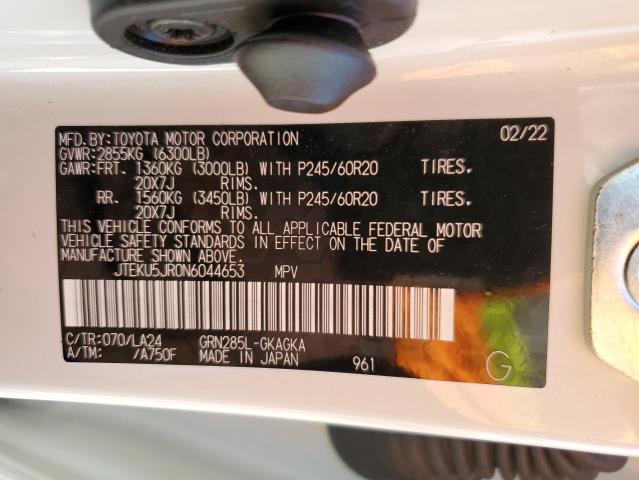 MFD.BY:TOYOTA MOTOR CORPORATION 02/22
GVWR:2855KG (6300LB)
GAWR:FRT. 1360KG (3000LB) WITH P245/60R20 TIRES.
20X7J RIMS.
RR. 1560KG (3450LB) WITH P245/60R20 TIRES.
20X7J RIMS.
THIS VEHICLE CONFORMS TO ALL APPLICABLE FEDERAL MOTOR
VEHICLE SAFETY STANDARDS IN EFFECT ON THE DATE OF
MANUFACTURE SHOWN ABOVE.
JTEKU5JR0N6044653 MPV
C/TR:070/LA24 GRN285L-GKAGKA
A/TM: /A750F MADE IN JAPAN 961 G